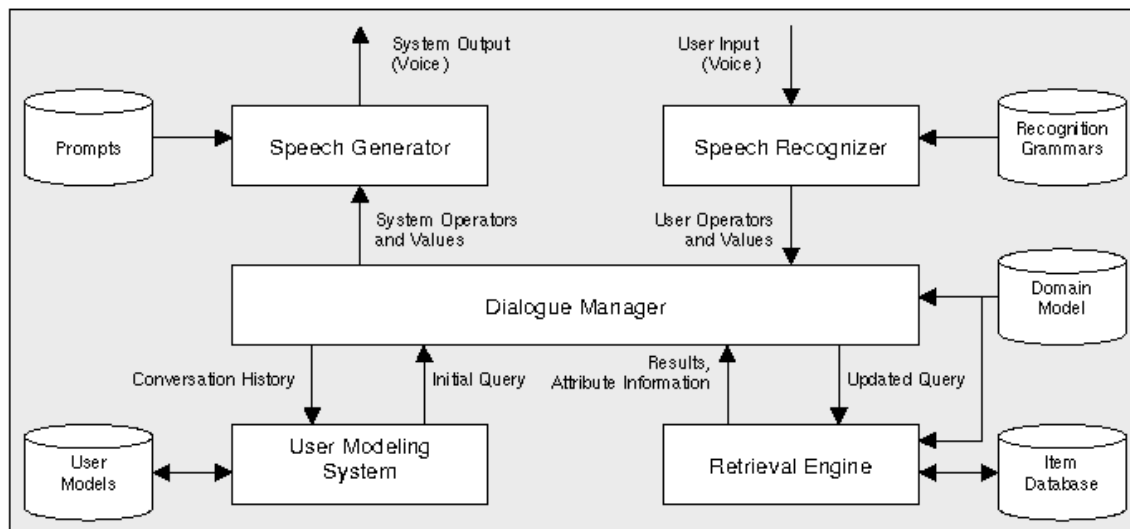 System Output
(Voice)
User Input
(Voice)
Prompts
Speech Generator
Speech Recognizer
Recognition
Grammars
System Operators
and Values
User Operators
and Values
Dialogue Manager
Domain
Model
Conversation History
Initial Query
Results,
Attribute Information
Updated Query
User
Models
User Modeling
System
Retrieval Engine
Item
Database